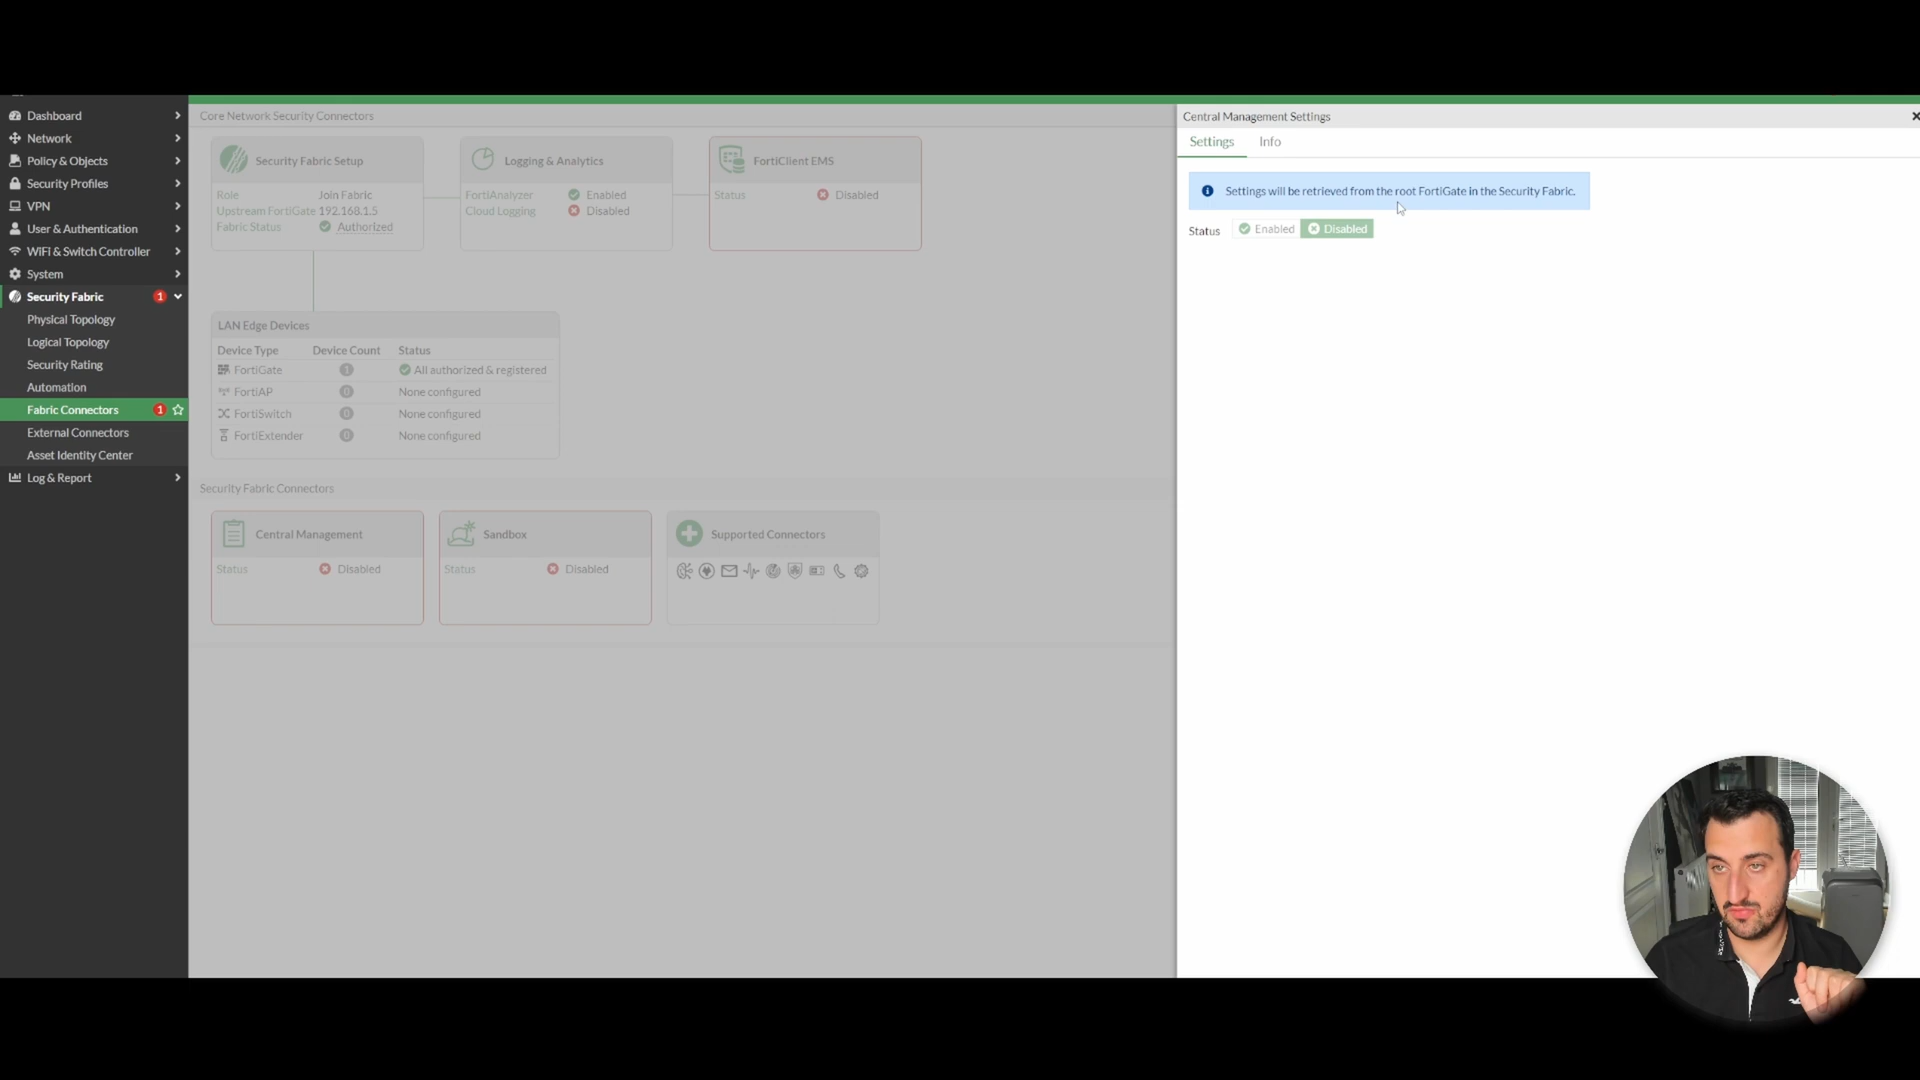 Dashboard
Network
Policy & Objects
Security Profiles
VPN
User & Authentication
WiFi & Switch Controller
System
Security Fabric 1
Physical Topology
Logical Topology
Security Rating
Automation
Fabric Connectors 1
External Connectors
Asset Identity Center
Log & Report
Core Network Security Connectors
Security Fabric Setup
Role Join Fabric
Upstream FortiGate 192.168.1.5
Fabric Status Authorized
Logging & Analytics
FortiAnalyzer Enabled
Cloud Logging Disabled
FortiClient EMS
Status Disabled
LAN Edge Devices
Device Type Device Count Status
FortiGate 1 All authorized & registered
FortiAP 0 None configured
FortiSwitch 0 None configured
FortiExtender 0 None configured
Security Fabric Connectors
Central Management
Status Disabled
Sandbox
Status Disabled
Supported Connectors
Central Management Settings
Settings Info
Settings will be retrieved from the root FortiGate in the Security Fabric.
Status Enabled Disabled